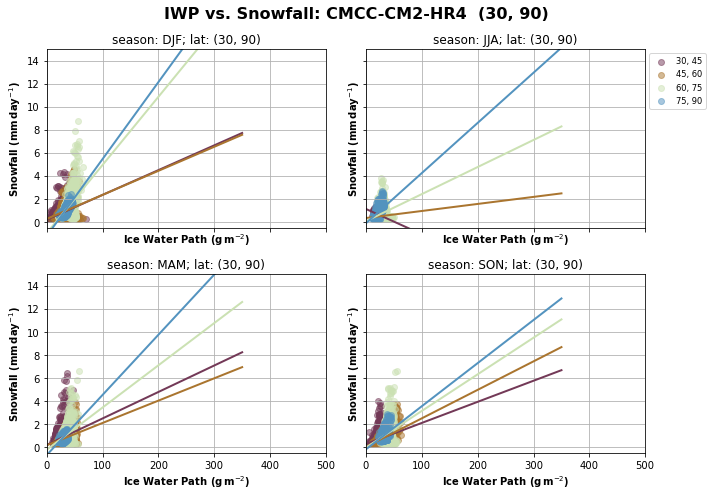 IWP vs. Snowfall: CMCC-CM2-HR4 (30, 90)
season: DJF; lat: (30, 90)
14
12
10
8
6
4
2
0
Snowfall (mm day⁻¹)
Ice Water Path (g m⁻²)
season: JJA; lat: (30, 90)
Snowfall (mm day⁻¹)
Ice Water Path (g m⁻²)
30, 45
45, 60
60, 75
75, 90
season: MAM; lat: (30, 90)
14
12
10
8
6
4
2
0
Snowfall (mm day⁻¹)
0 100 200 300 400 500
Ice Water Path (g m⁻²)
season: SON; lat: (30, 90)
Snowfall (mm day⁻¹)
0 100 200 300 400 500
Ice Water Path (g m⁻²)